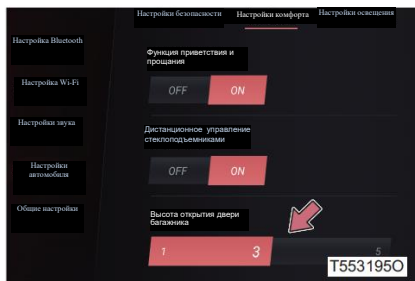 Настройки безопасности Настройки комфорта Настройки освещения
Настройка Bluetooth
Функция приветствия и
прощания
Настройка Wi-Fi
OFF ON
Настройки звука
Дистанционное управление
стеклоподъемниками
Настройки
автомобиля
OFF ON
Общие настройки
Высота открытия двери
багажника
1 3 5
T553195O